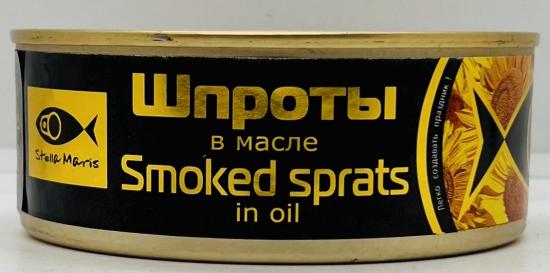 Stella Maris
Шпроты
в масле
Smoked sprats
in oil
Легко создавать праздник!